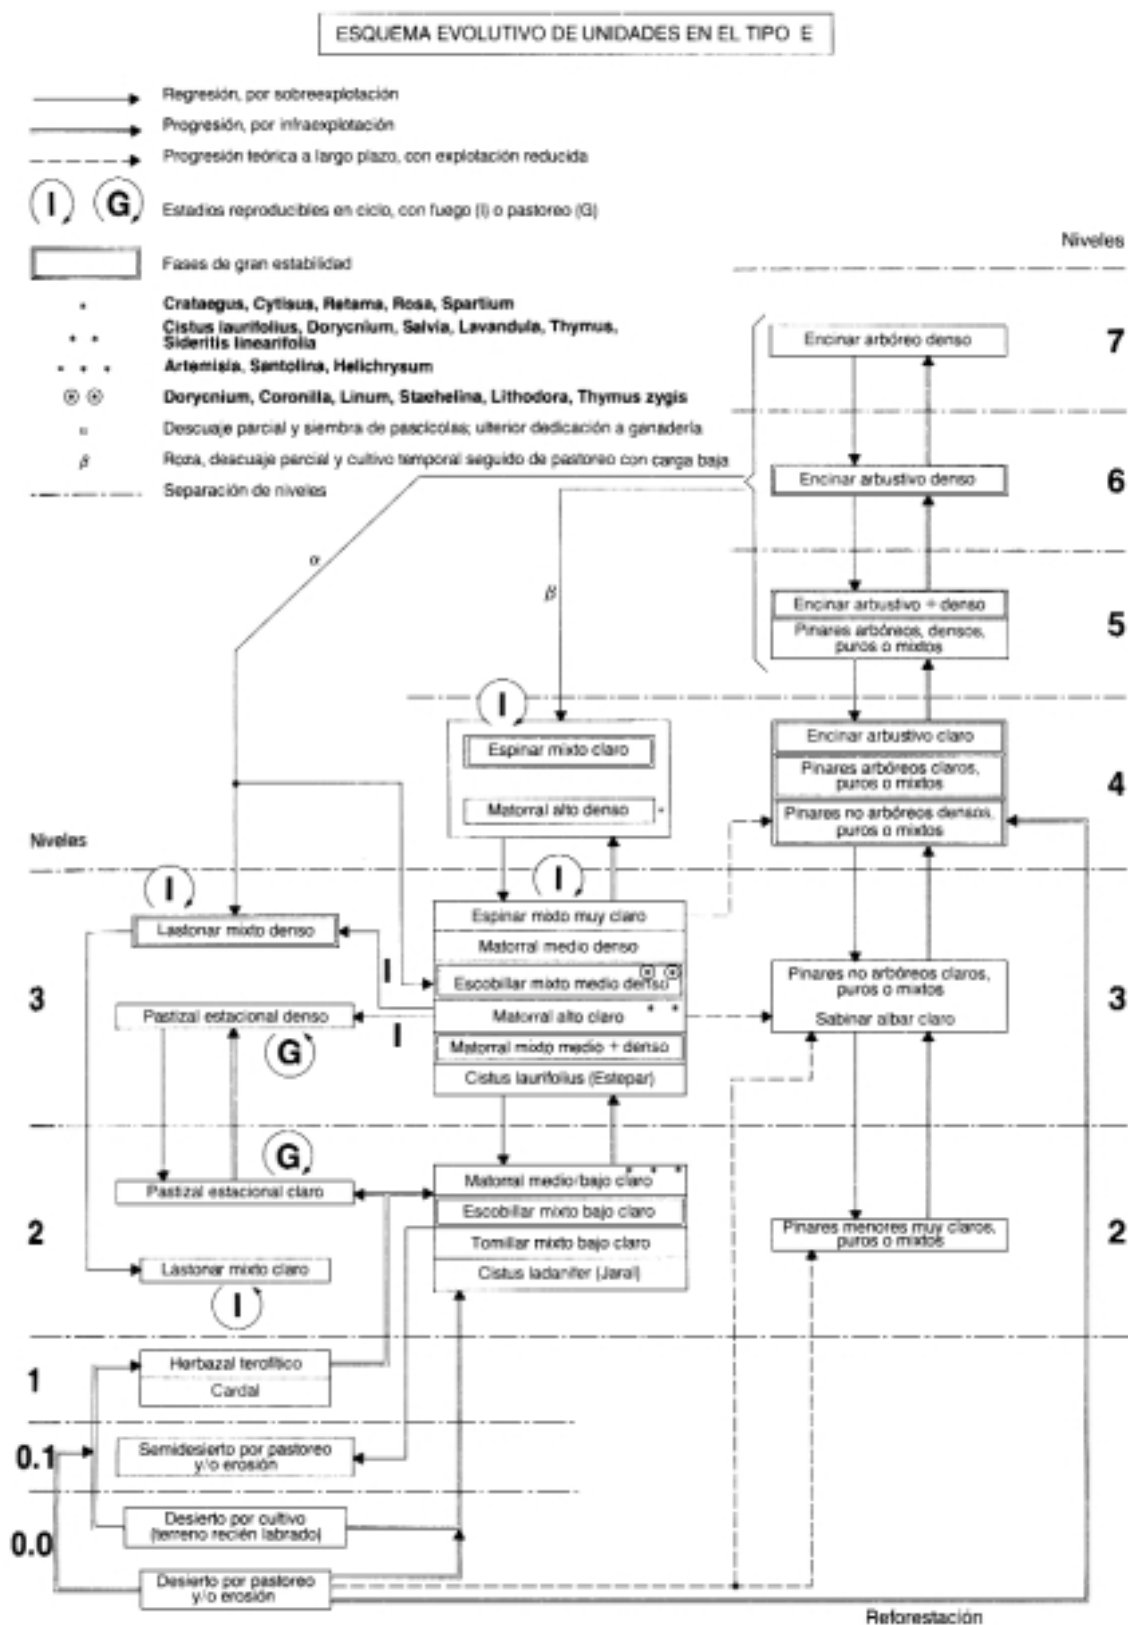 ESQUEMA EVOLUTIVO DE UNIDADES EN EL TIPO E
Regresión, por sobreexplotación
Progresión, por infraexplotación
Progresión teórica a largo plazo, con explotación reducida
I G Estadios reproducibles en ciclo, con fuego (I) o pastoreo (G)
Fases de gran estabilidad
Crataegus, Cytisus, Retama, Rosa, Spartium
Cistus laurifolius, Dorycnium, Salvia, Lavandula, Thymus,
Sideritis linearifolia
Artemisia, Santolina, Helichrysum
Dorycnium, Coronilla, Linum, Staehelina, Lithodora, Thymus zygis
α Descuaje parcial y siembra de pascícolas; ulterior dedicación a ganadería
β Roza, descuaje parcial y cultivo temporal seguido de pastoreo con carga baja
Separación de niveles
Niveles
Encinar arbóreo denso
7
Encinar arbustivo denso
6
α
β
Encinar arbustivo + denso
Pinares arbóreos, densos,
puros o mixtos
5
I
Espinar mixto claro
Matorral alto denso
Encinar arbustivo claro
Pinares arbóreos claros,
puros o mixtos
Pinares no arbóreos densos,
puros o mixtos
4
Niveles
I
I
Lastonar mixto denso
Espinar mixto muy claro
Matorral medio denso
I
Escobillar mixto medio denso
Pinares no arbóreos claros,
puros o mixtos
Sabinar albar claro
3
3
Pastizal estacional denso
I
Matorral alto claro
G
Matorral mixto medio + denso
Cistus laurifolius (Estepar)
G
Pastizal estacional claro
Matorral medio/bajo claro
Escobillar mixto bajo claro
Tomillar mixto bajo claro
Cistus ladanifer (Jaral)
Pinares menores muy claros,
puros o mixtos
2
2
Lastonar mixto claro
I
1
Herbazal terofítico
Cardal
0.1
Semidesierto por pastoreo
y/o erosión
0.0
Desierto por cultivo
(terreno recién labrado)
Desierto por pastoreo
y/o erosión
Reforestación